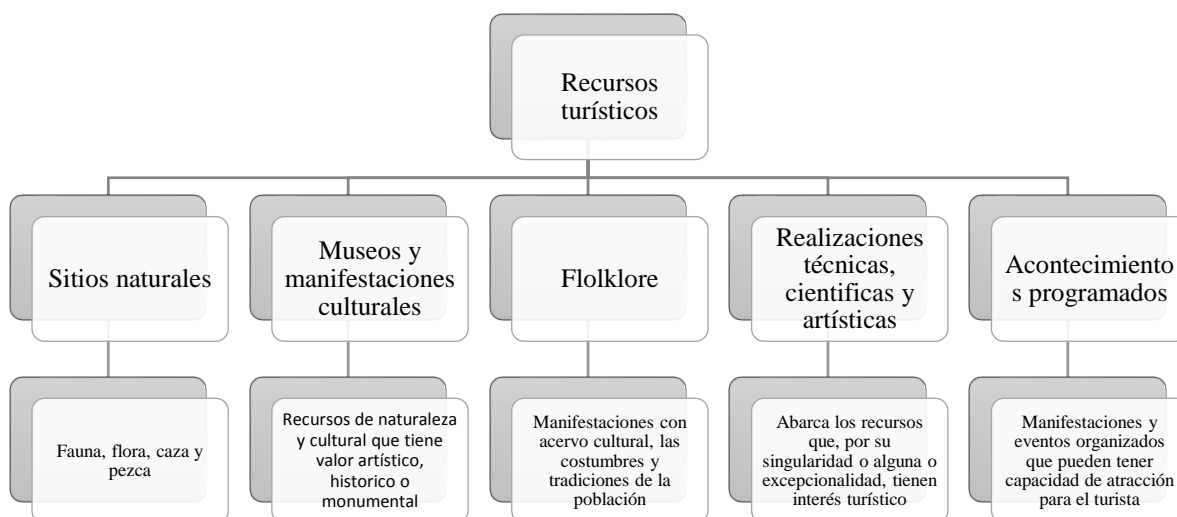 Recursos
turísticos
Sitios naturales
Museos y
manifestaciones
culturales
Flolklore
Realizaciones
técnicas,
cientificas y
artísticas
Acontecimiento
s programados
Fauna, flora, caza y
pezca
Recursos de naturaleza
y cultural que tiene
valor artístico,
historico o
monumental
Manifestaciones con
acervo cultural, las
costumbres y
tradiciones de la
población
Abarca los recursos
que, por su
singularidad o alguna o
excepcionalidad, tienen
interés turístico
Manifestaciones y
eventos organizados
que pueden tener
capacidad de atracción
para el turista